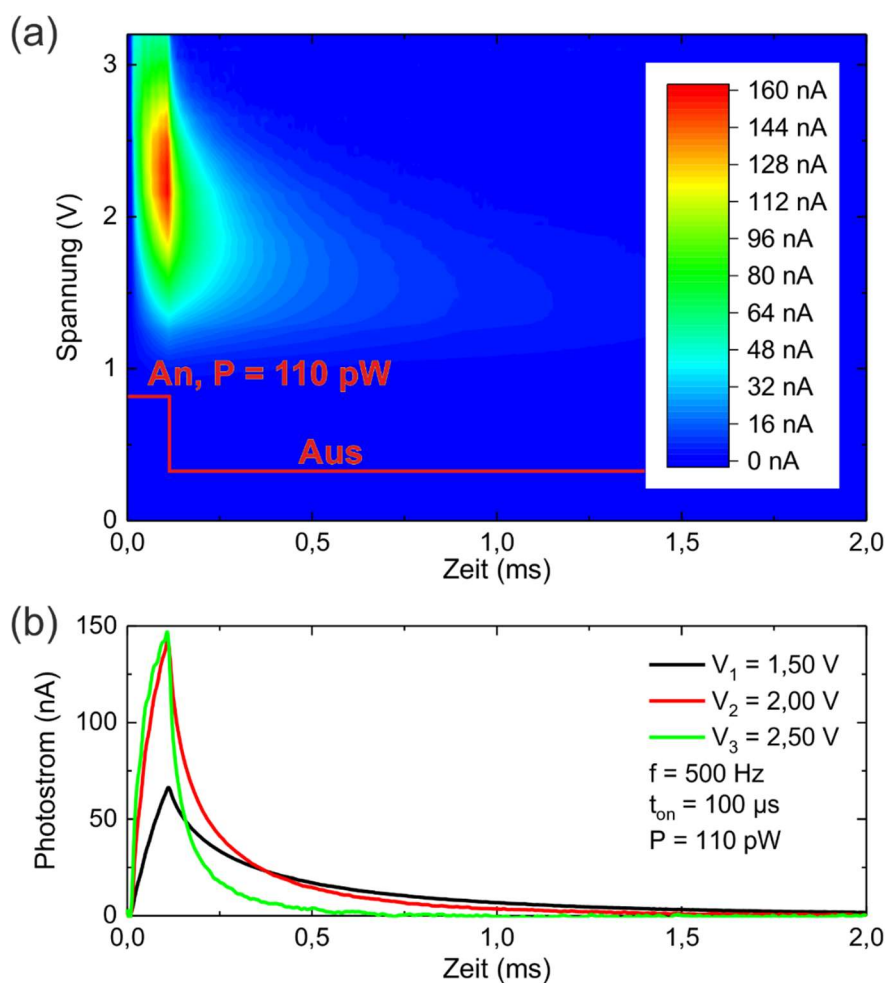 (a)
3
2
1
0
Spannung (V)
160 nA
144 nA
128 nA
112 nA
96 nA
80 nA
64 nA
48 nA
32 nA
16 nA
0 nA
An, P = 110 pW
Aus
0,0 0,5 1,0 1,5 2,0
Zeit (ms)
(b)
150
100
50
0
Photostrom (nA)
V₁ = 1,50 V
V₂ = 2,00 V
V₃ = 2,50 V
f = 500 Hz
tₒₙ = 100 µs
P = 110 pW
0,0 0,5 1,0 1,5 2,0
Zeit (ms)